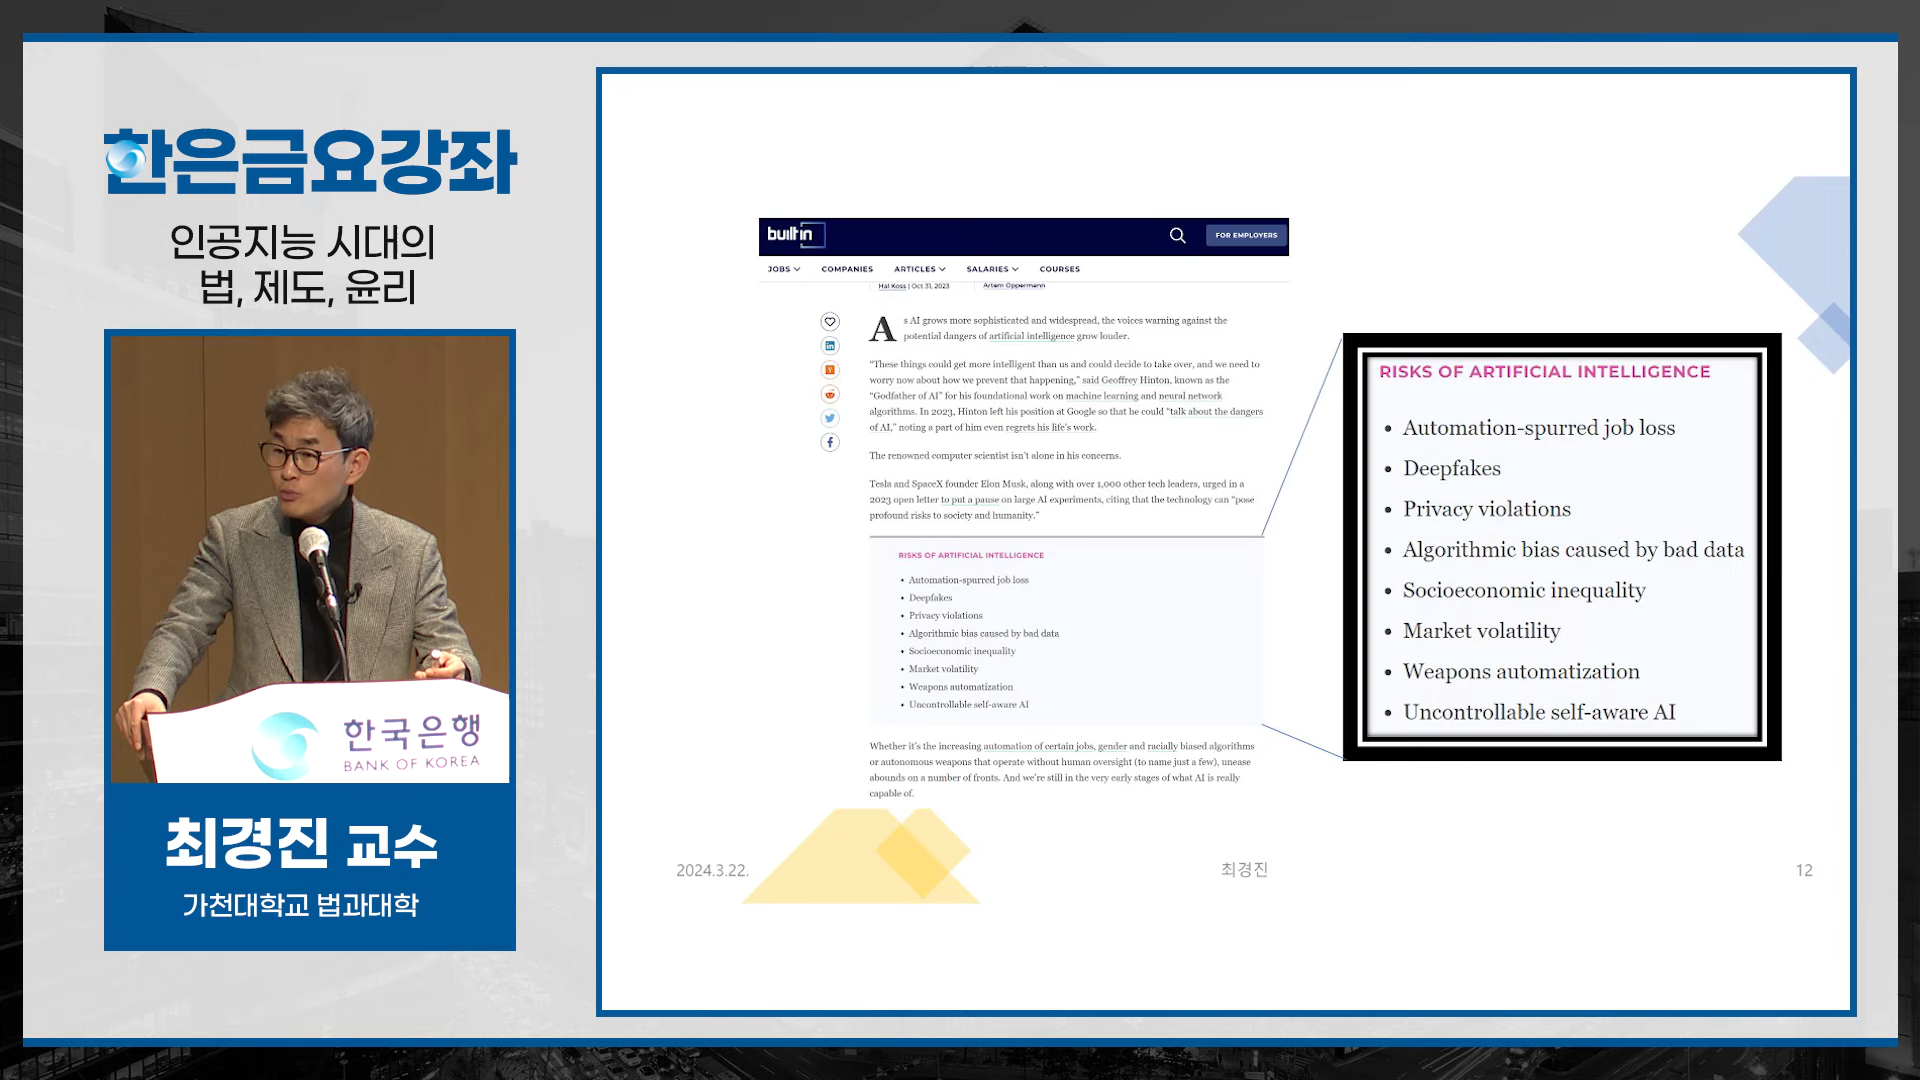 한은금요강좌
인공지능 시대의
법, 제도, 윤리
한국은행
BANK OF KOREA
최경진 교수
가천대학교 법과대학
builtin
FOR EMPLOYERS
JOBS
COMPANIES
ARTICLES
SALARIES
COURSES
Hal Koss | Oct 31, 2023
Artem Oppermann
As AI grows more sophisticated and widespread, the voices warning against the
potential dangers of artificial intelligence grow louder.
“These things could get more intelligent than us and could decide to take over, and we need to
worry now about how we prevent that happening,” said Geoffrey Hinton, known as the
“Godfather of AI” for his foundational work on machine learning and neural network
algorithms. In 2023, Hinton left his position at Google so that he could “talk about the dangers
of AI,” noting a part of him even regrets his life’s work.
The renowned computer scientist isn’t alone in his concerns.
Tesla and SpaceX founder Elon Musk, along with over 1,000 other tech leaders, urged in a
2023 open letter to put a pause on large AI experiments, citing that the technology can “pose
profound risks to society and humanity.”
RISKS OF ARTIFICIAL INTELLIGENCE
• Automation-spurred job loss
• Deepfakes
• Privacy violations
• Algorithmic bias caused by bad data
• Socioeconomic inequality
• Market volatility
• Weapons automatization
• Uncontrollable self-aware AI
Whether it’s the increasing automation of certain jobs, gender and racially biased algorithms
or autonomous weapons that operate without human oversight (to name just a few), unease
abounds on a number of fronts. And we’re still in the very early stages of what AI is really
capable of.
RISKS OF ARTIFICIAL INTELLIGENCE
• Automation-spurred job loss
• Deepfakes
• Privacy violations
• Algorithmic bias caused by bad data
• Socioeconomic inequality
• Market volatility
• Weapons automatization
• Uncontrollable self-aware AI
2024.3.22.
최경진
12